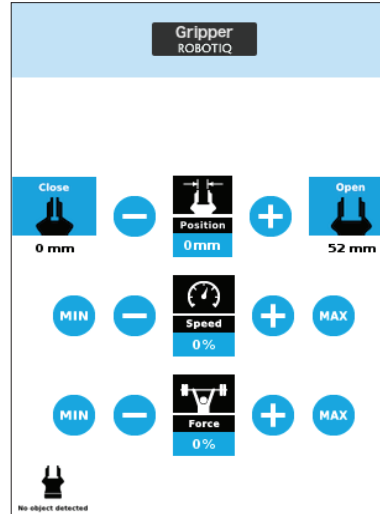 Gripper
ROBOTIQ
Close
Position
Open
0 mm
0mm
52 mm
MIN
Speed
MAX
0%
MIN
Force
MAX
0%
No object detected